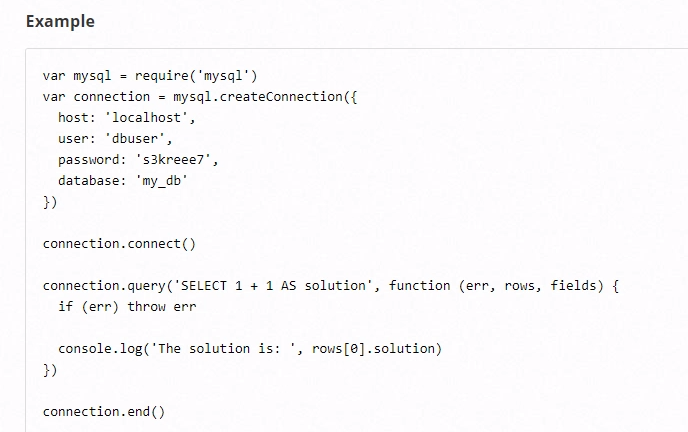 Example
var mysql = require('mysql')
var connection = mysql.createConnection({
  host: 'localhost',
  user: 'dbuser',
  password: 's3kreee7',
  database: 'my_db'
})

connection.connect()

connection.query('SELECT 1 + 1 AS solution', function (err, rows, fields) {
  if (err) throw err

  console.log('The solution is: ', rows[0].solution)
})

connection.end()